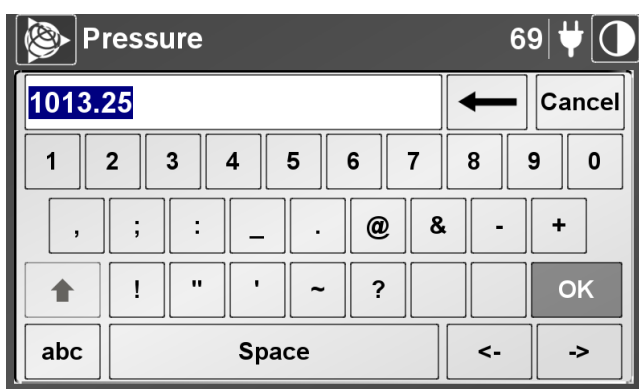 Pressure 69
1013.25 Cancel
1 2 3 4 5 6 7 8 9 0
, ; : _ . @ & - +
! " ' ~ ? OK
abc Space <- ->